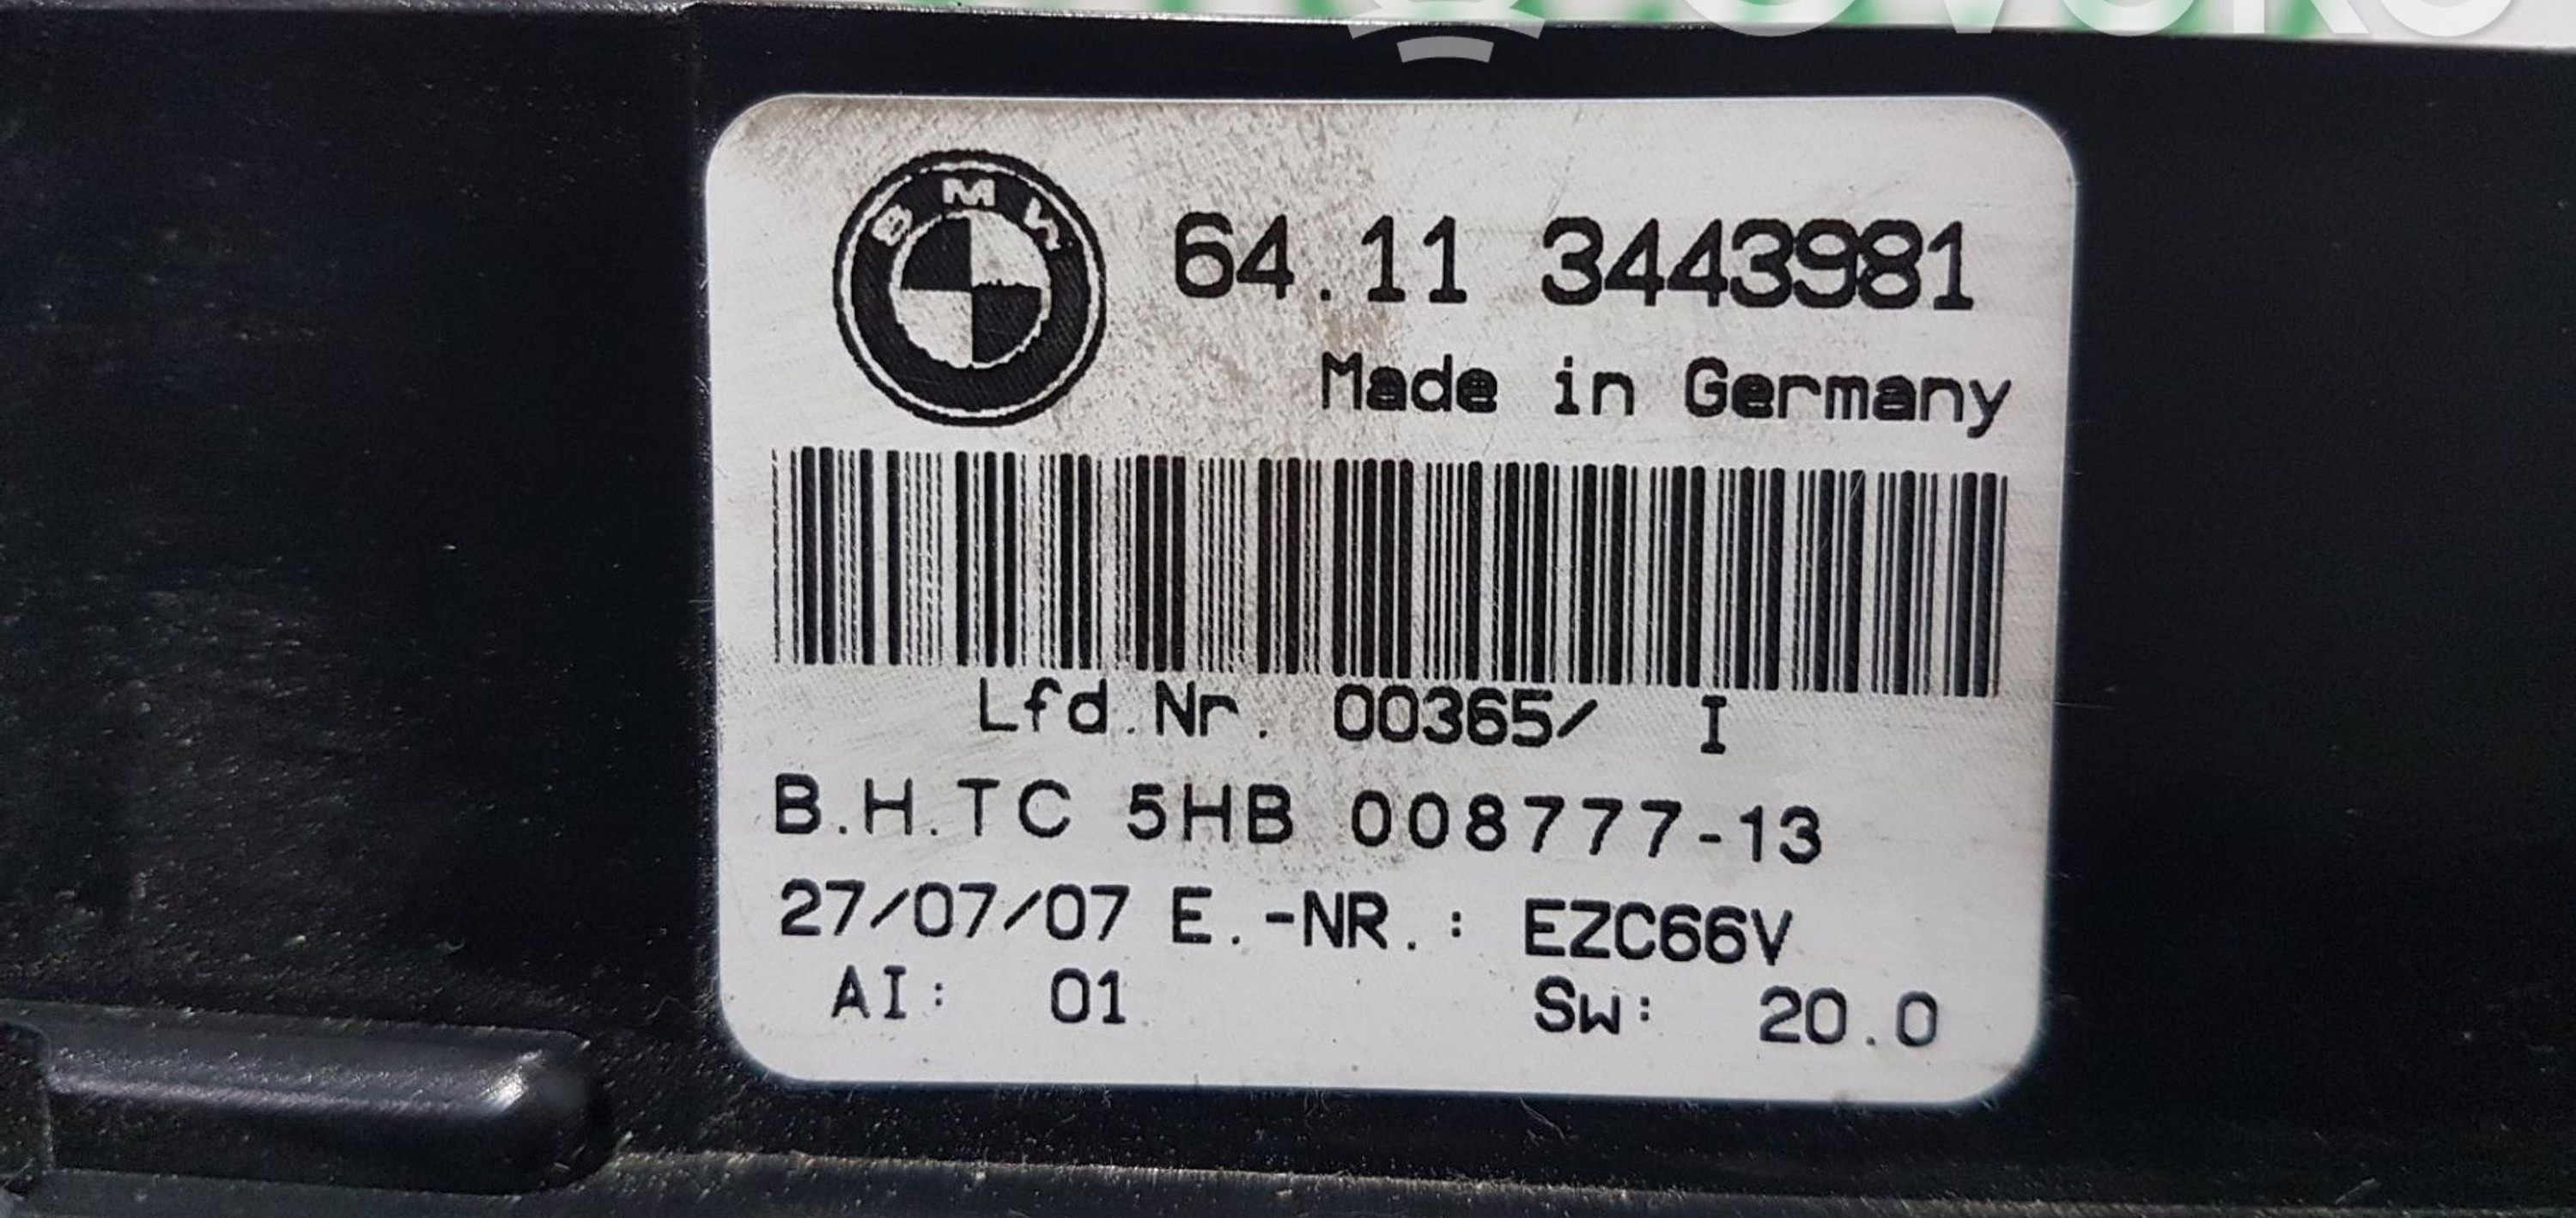 BMW 64.11 3443981
Made in Germany
Lfd.Nr. 00365/ I
B.H.TC 5HB 008777-13
27/07/07 E.-NR.: EZC66V
AI: 01 Sw: 20.0